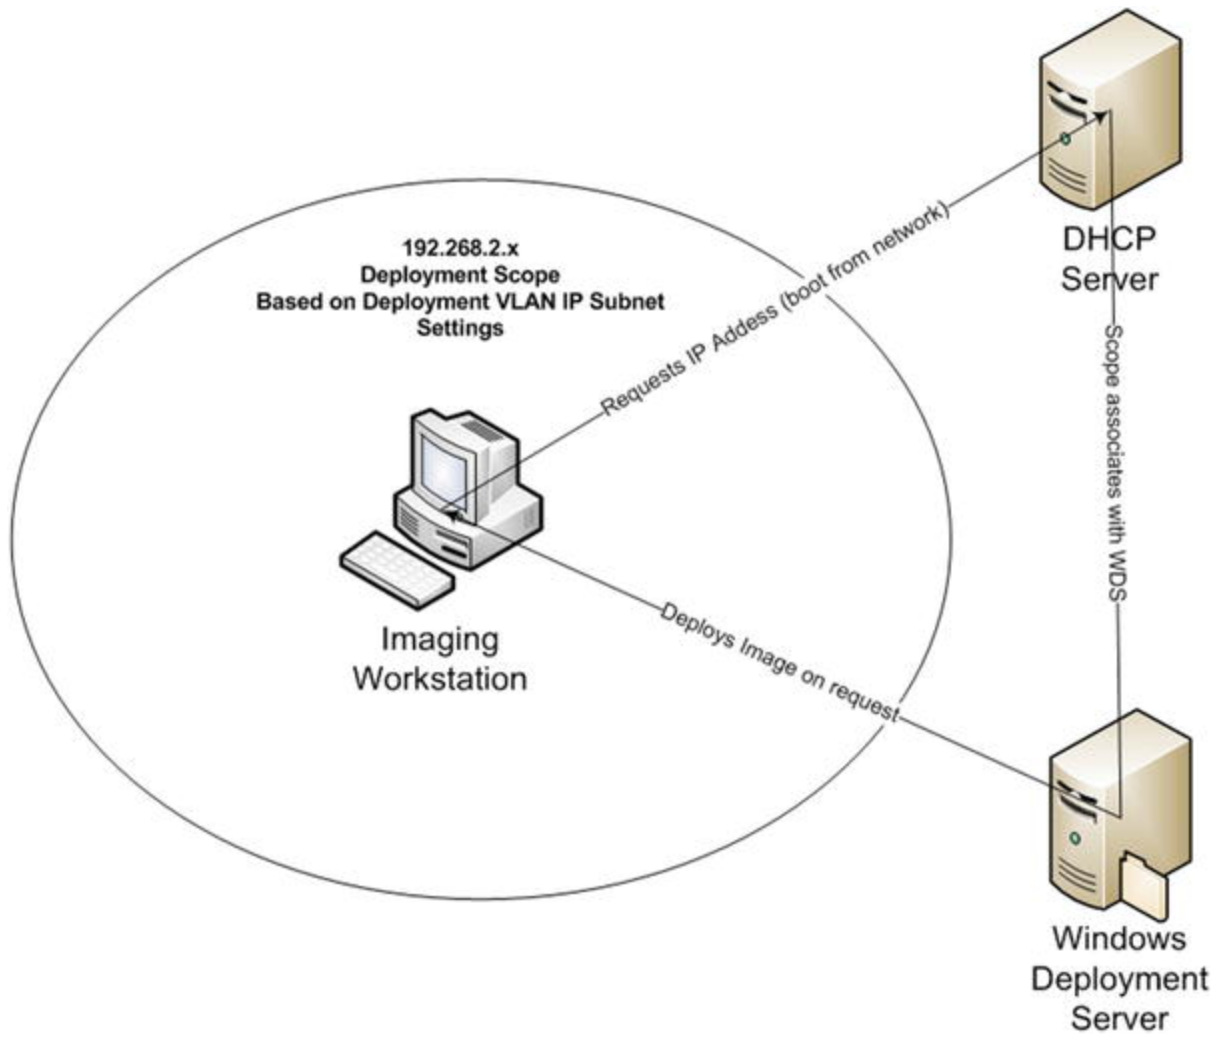 DHCP
Server
192.268.2.x
Deployment Scope
Based on Deployment VLAN IP Subnet
Settings
Requests IP Addess (boot from network)
Scope associates with WDS
Imaging
Workstation
Deploys Image on request
Windows
Deployment
Server